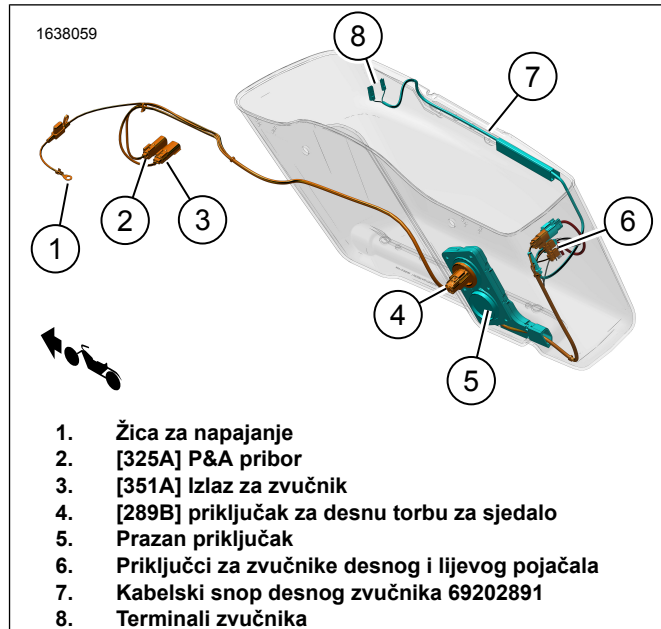 1638059
8
7
6
1
2
3
4
5
1. Žica za napajanje
2. [325A] P&A pribor
3. [351A] Izlaz za zvučnik
4. [289B] priključak za desnu torbu za sjedalo
5. Prazan priključak
6. Priključci za zvučnike desnog i lijevog pojačala
7. Kabelski snop desnog zvučnika 69202891
8. Terminali zvučnika